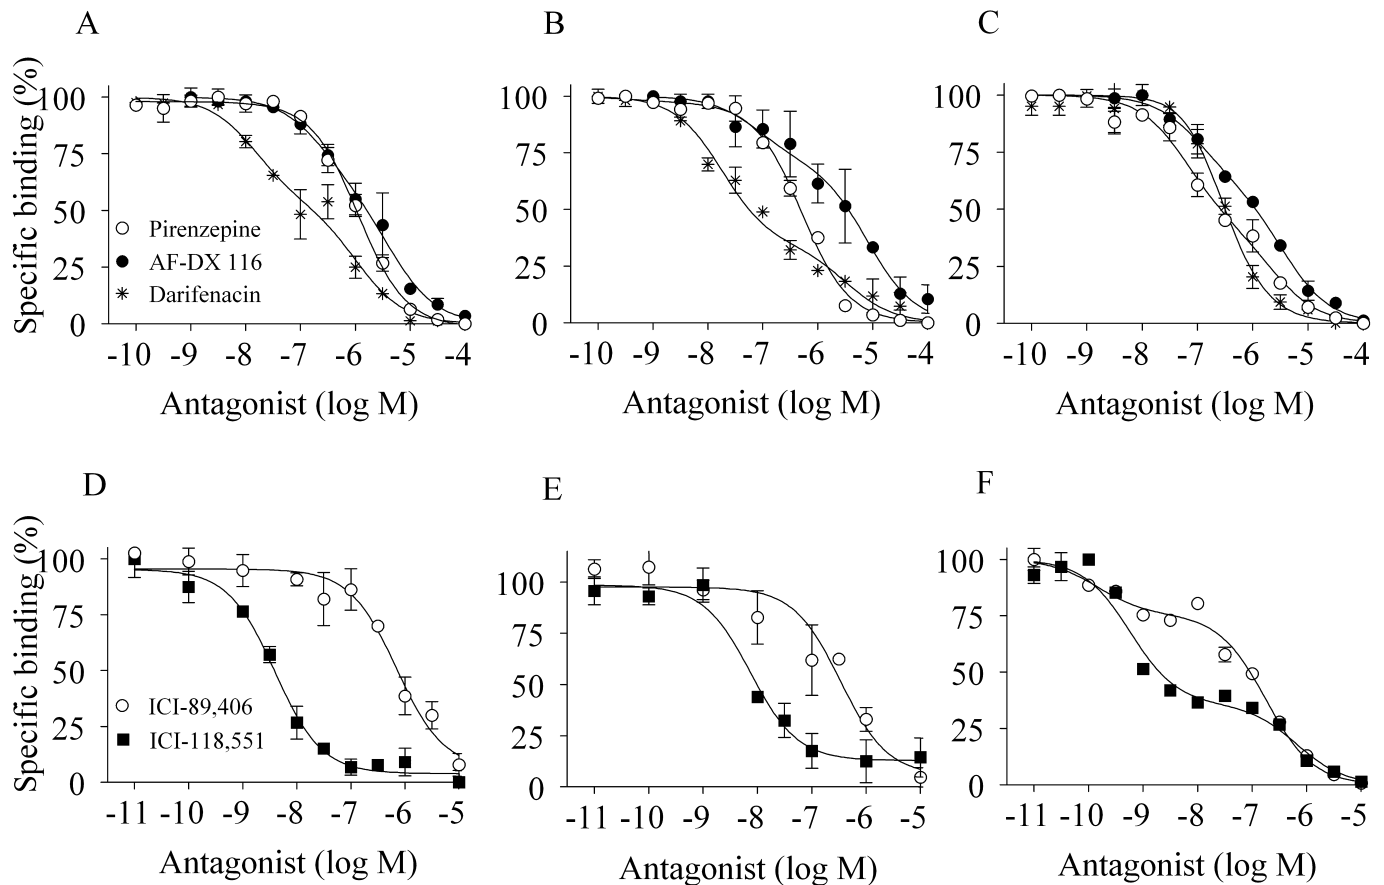 A
B
C
Specific binding (%)
100
75
50
25
0
Pirenzepine
AF-DX 116
Darifenacin
-10 -9 -8 -7 -6 -5 -4
Antagonist (log M)
100
75
50
25
0
-10 -9 -8 -7 -6 -5 -4
Antagonist (log M)
100
75
50
25
0
-10 -9 -8 -7 -6 -5 -4
Antagonist (log M)
D
E
F
Specific binding (%)
100
75
50
25
0
ICI-89,406
ICI-118,551
-11 -10 -9 -8 -7 -6 -5
Antagonist (log M)
100
75
50
25
0
-11 -10 -9 -8 -7 -6 -5
Antagonist (log M)
100
75
50
25
0
-11 -10 -9 -8 -7 -6 -5
Antagonist (log M)